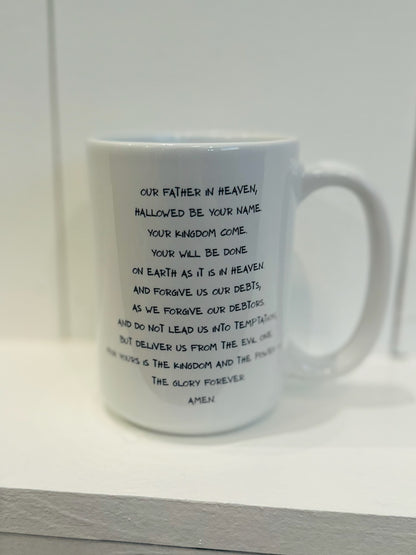 OUR FATHER IN HEAVEN,
HALLOWED BE YOUR NAME.
YOUR KINGDOM COME.
YOUR WILL BE DONE
ON EARTH AS IT IS IN HEAVEN.
AND FORGIVE US OUR DEBTS,
AS WE FORGIVE OUR DEBTORS.
AND DO NOT LEAD US INTO TEMPTATION,
BUT DELIVER US FROM THE EVIL ONE.
FOR YOURS IS THE KINGDOM AND THE POWER
THE GLORY FOREVER.
AMEN.